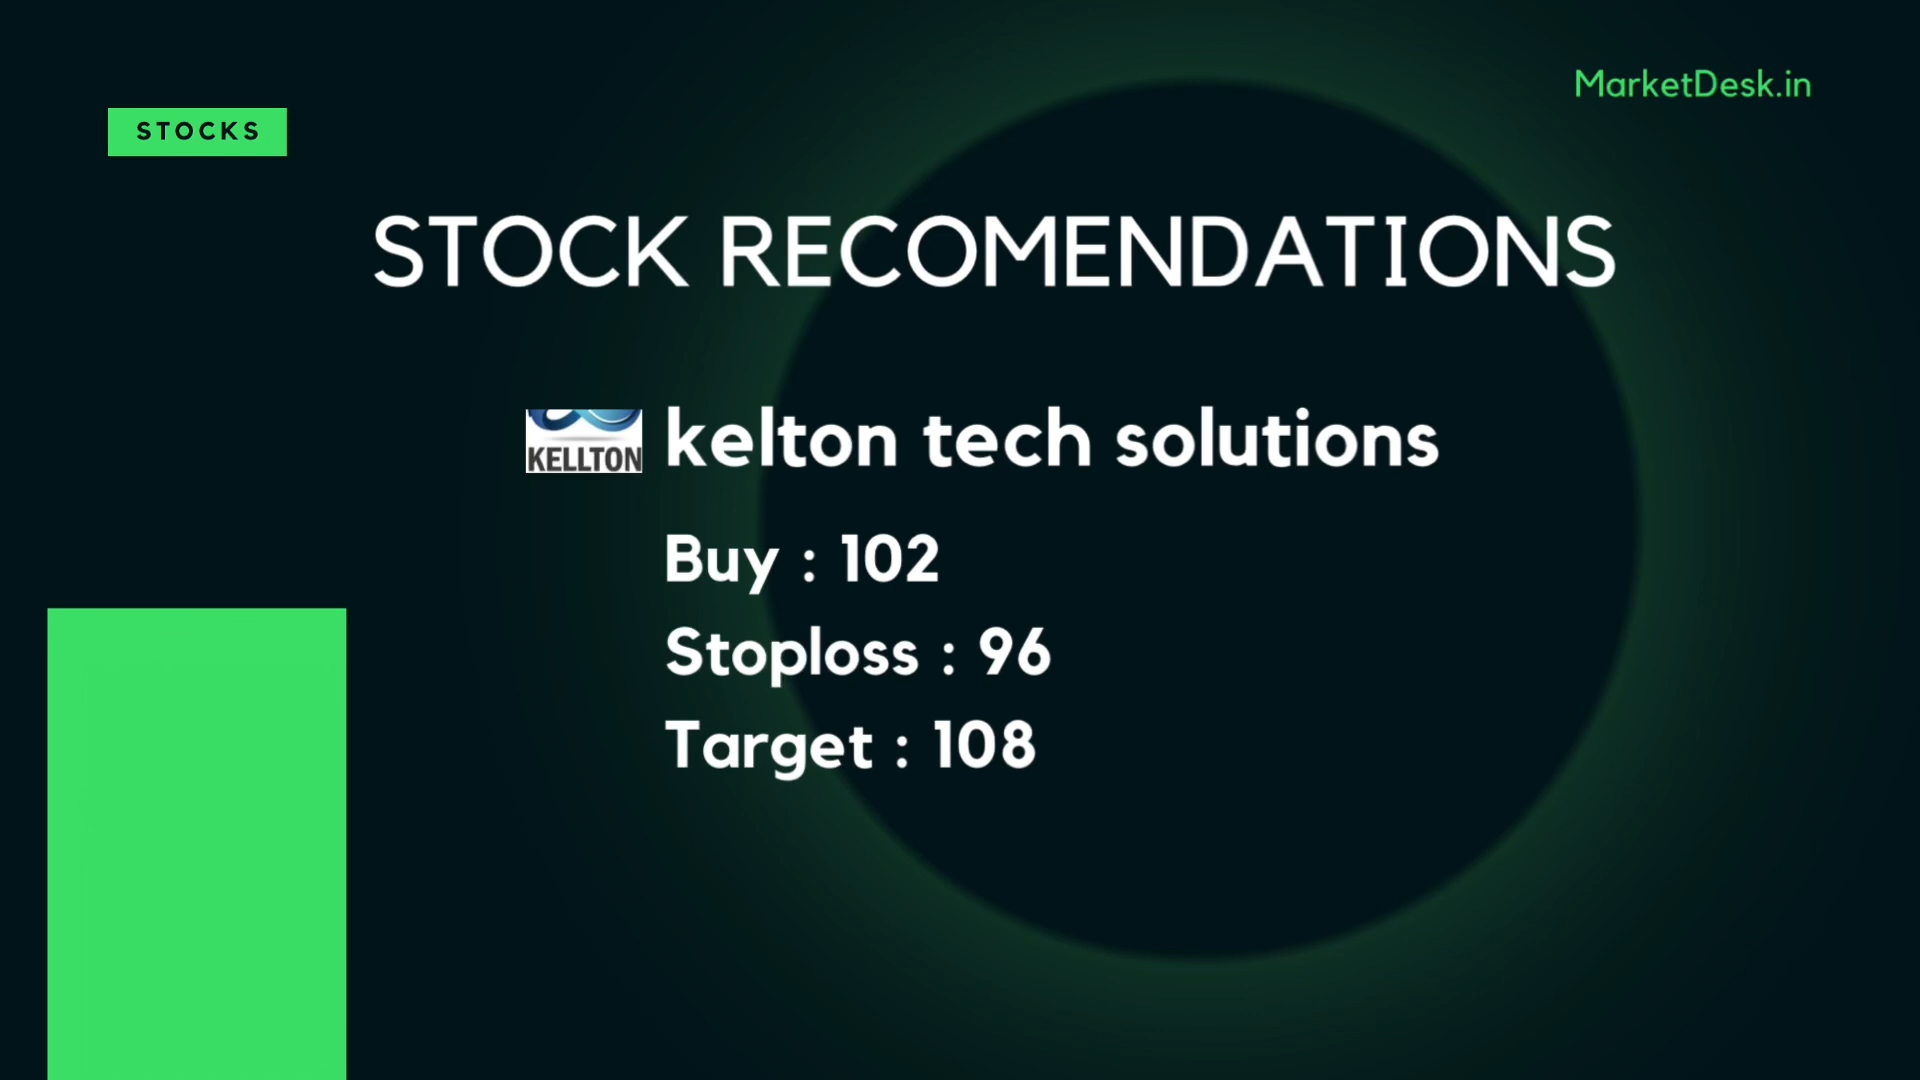 MarketDesk.in
STOCKS
STOCK RECOMENDATIONS
KELLTON
kelton tech solutions
Buy : 102
Stoploss : 96
Target : 108